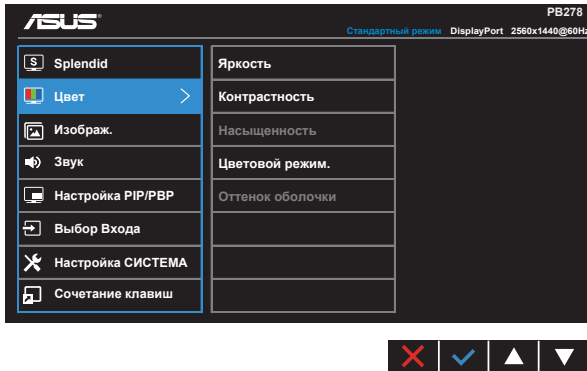 ASUS
PB278
Стандартный режим DisplayPort 2560x1440@60Hz
S Splendid
Цвет
Изображ.
Звук
Настройка PIP/PBP
Выбор Входа
Настройка СИСТЕМА
Сочетание клавиш
Яркость
Контрастность
Насыщенность
Цветовой режим.
Оттенок оболочки